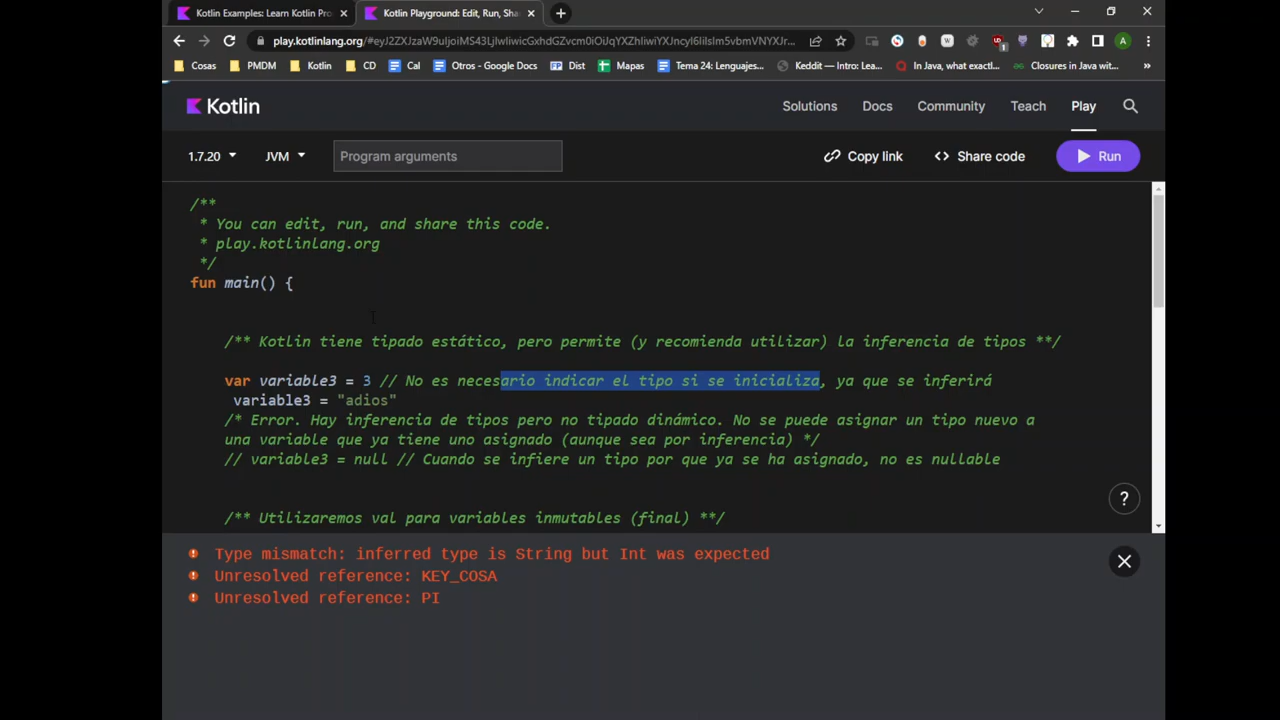 Kotlin Examples: Learn Kotlin Pro
Kotlin Playground: Edit, Run, Sha
play.kotlinlang.org/#eyJ2ZXJzaW9uIjoiMS43LjIwIiwicGxhdGZvcm0iOiJqYXZhIiwiYXJncyI6IiIsIm5vbmVNYXJ...
Cosas PMDM Kotlin CD Cal Otros - Google Docs Dist Mapas Tema 24: Lenguajes... Keddit — Intro: Lea... In Java, what exactl... Closures in Java wit... »
Kotlin
Solutions Docs Community Teach Play
1.7.20 JVM Program arguments Copy link Share code Run
/**
* You can edit, run, and share this code.
* play.kotlinlang.org
*/
fun main() {
/** Kotlin tiene tipado estático, pero permite (y recomienda utilizar) la inferencia de tipos **/
var variable3 = 3 // No es necesario indicar el tipo si se inicializa, ya que se inferirá
variable3 = "adios"
/* Error. Hay inferencia de tipos pero no tipado dinámico. No se puede asignar un tipo nuevo a
una variable que ya tiene uno asignado (aunque sea por inferencia) */
// variable3 = null // Cuando se infiere un tipo por que ya se ha asignado, no es nullable
/** Utilizaremos val para variables inmutables (final) **/
?
Type mismatch: inferred type is String but Int was expected
Unresolved reference: KEY_COSA
Unresolved reference: PI